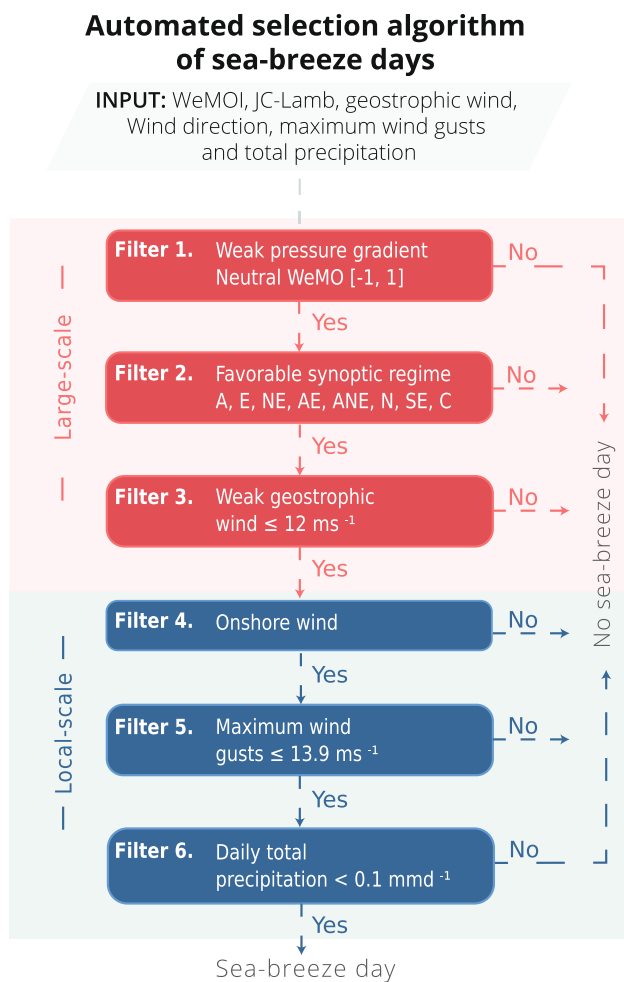 Automated selection algorithm
of sea-breeze days
INPUT: WeMOI, JC-Lamb, geostrophic wind,
Wind direction, maximum wind gusts
and total precipitation
Large-scale
Filter 1. Weak pressure gradient
Neutral WeMO [-1, 1]
No
Yes
Filter 2. Favorable synoptic regime
A, E, NE, AE, ANE, N, SE, C
No
Yes
Filter 3. Weak geostrophic
wind ≤ 12 ms -1
No
Yes
No sea-breeze day
Local-scale
Filter 4. Onshore wind
No
Yes
Filter 5. Maximum wind
gusts ≤ 13.9 ms -1
No
Yes
Filter 6. Daily total
precipitation < 0.1 mmd -1
No
Yes
Sea-breeze day